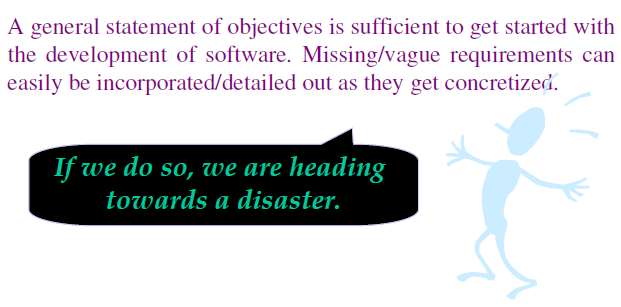 A general statement of objectives is sufficient to get started with
the development of software. Missing/vague requirements can
easily be incorporated/detailed out as they get concretized.
If we do so, we are heading
towards a disaster.